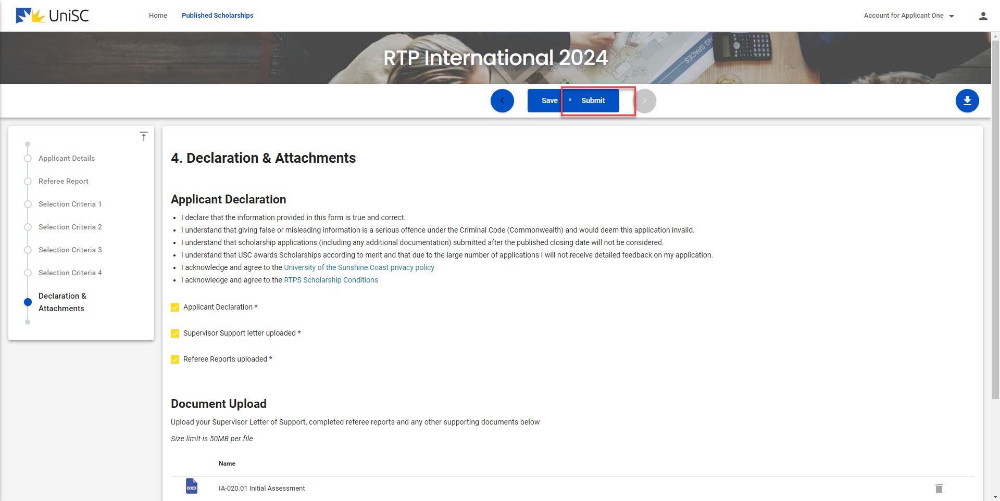 UniSC
Home
Published Scholarships
Account for Applicant One
RTP International 2024
NG SPACES
Save
Submit
Applicant Details
Referee Report
Selection Criteria 1
Selection Criteria 2
Selection Criteria 3
Selection Criteria 4
Declaration &
Attachments
4. Declaration & Attachments
Applicant Declaration
I declare that the information provided in this form is true and correct.
I understand that giving false or misleading information is a serious offence under the Criminal Code (Commonwealth) and would deem this application invalid.
I understand that scholarship applications (including any additional documentation) submitted after the published closing date will not be considered.
I understand that USC awards Scholarships according to merit and that due to the large number of applications I will not receive detailed feedback on my application.
I acknowledge and agree to the University of the Sunshine Coast privacy policy
I acknowledge and agree to the RTPS Scholarship Conditions
Applicant Declaration *
Supervisor Support letter uploaded *
Referee Reports uploaded *
Document Upload
Upload your Supervisor Letter of Support, completed referee reports and any other supporting documents below
Size limit is 50MB per file
Name
DOCX
IA-020.01 Initial Assessment